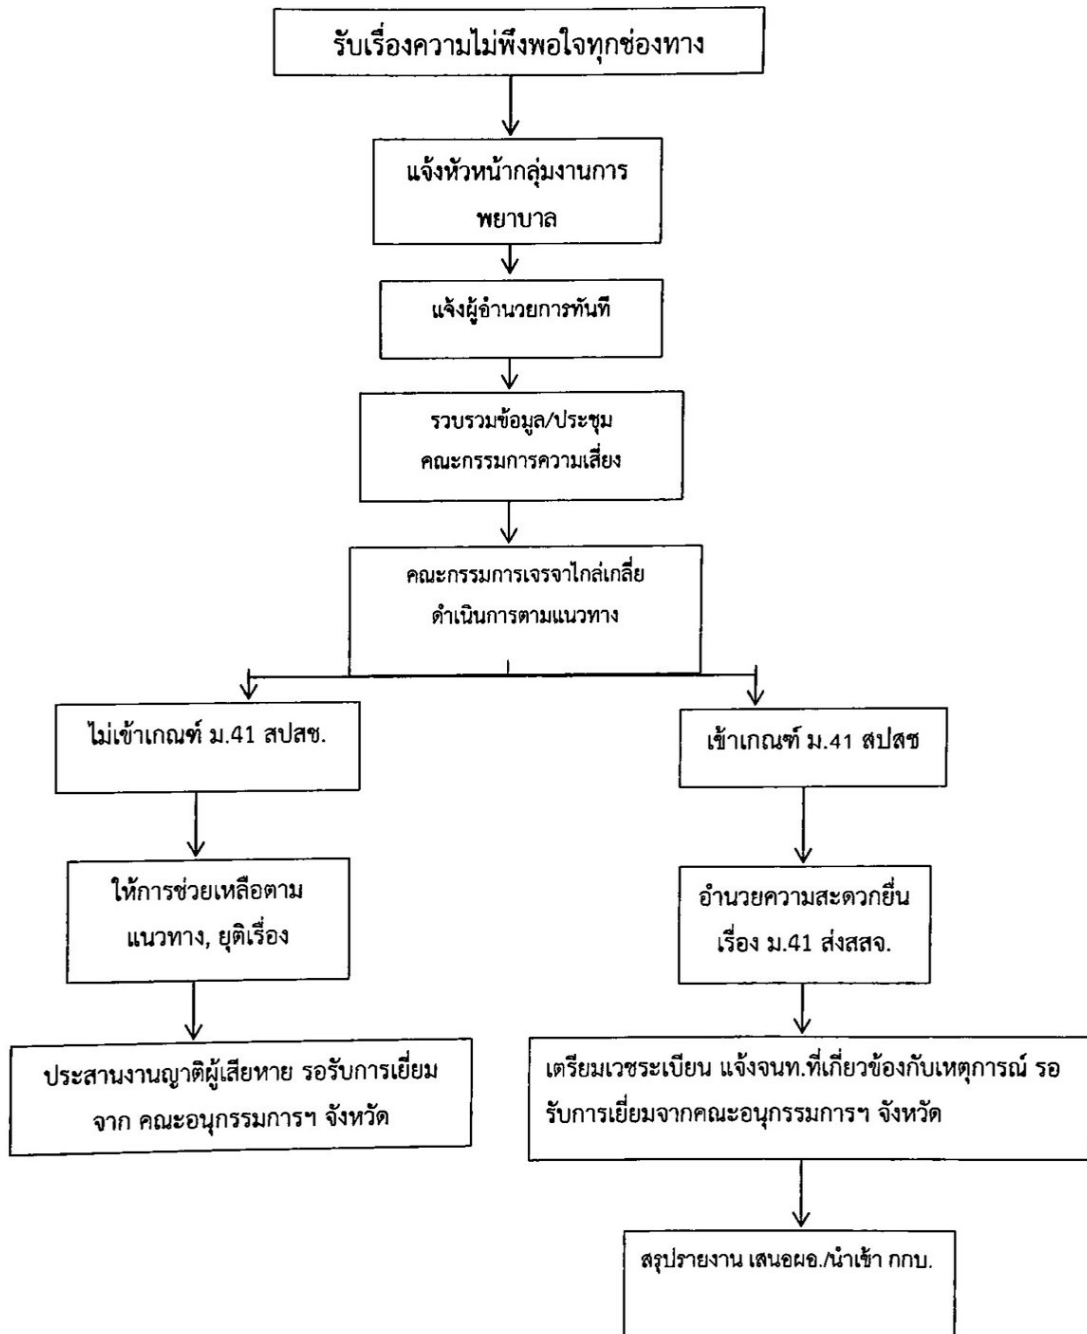 รับเรื่องความไม่พึงพอใจทุกช่องทาง
แจ้งหัวหน้ากลุ่มงานการ
พยาบาล
แจ้งผู้อำนวยการทันที
รวบรวมข้อมูล/ประชุม
คณะกรรมการความเสี่ยง
คณะกรรมการเจรจาไกล่เกลี่ย
ดำเนินการตามแนวทาง
ไม่เข้าเกณฑ์ ม.41 สปสช.
เข้าเกณฑ์ ม.41 สปสช
ให้การช่วยเหลือตาม
แนวทาง, ยุติเรื่อง
อำนวยความสะดวกยื่น
เรื่อง ม.41 ส่งสสจ.
ประสานงานญาติผู้เสียหาย รอรับการเยี่ยม
จาก คณะอนุกรรมการฯ จังหวัด
เตรียมเวชระเบียน แจ้งจนท.ที่เกี่ยวข้องกับเหตุการณ์ รอ
รับการเยี่ยมจากคณะอนุกรรมการฯ จังหวัด
สรุปรายงาน เสนอผอ./นำเข้า กกบ.